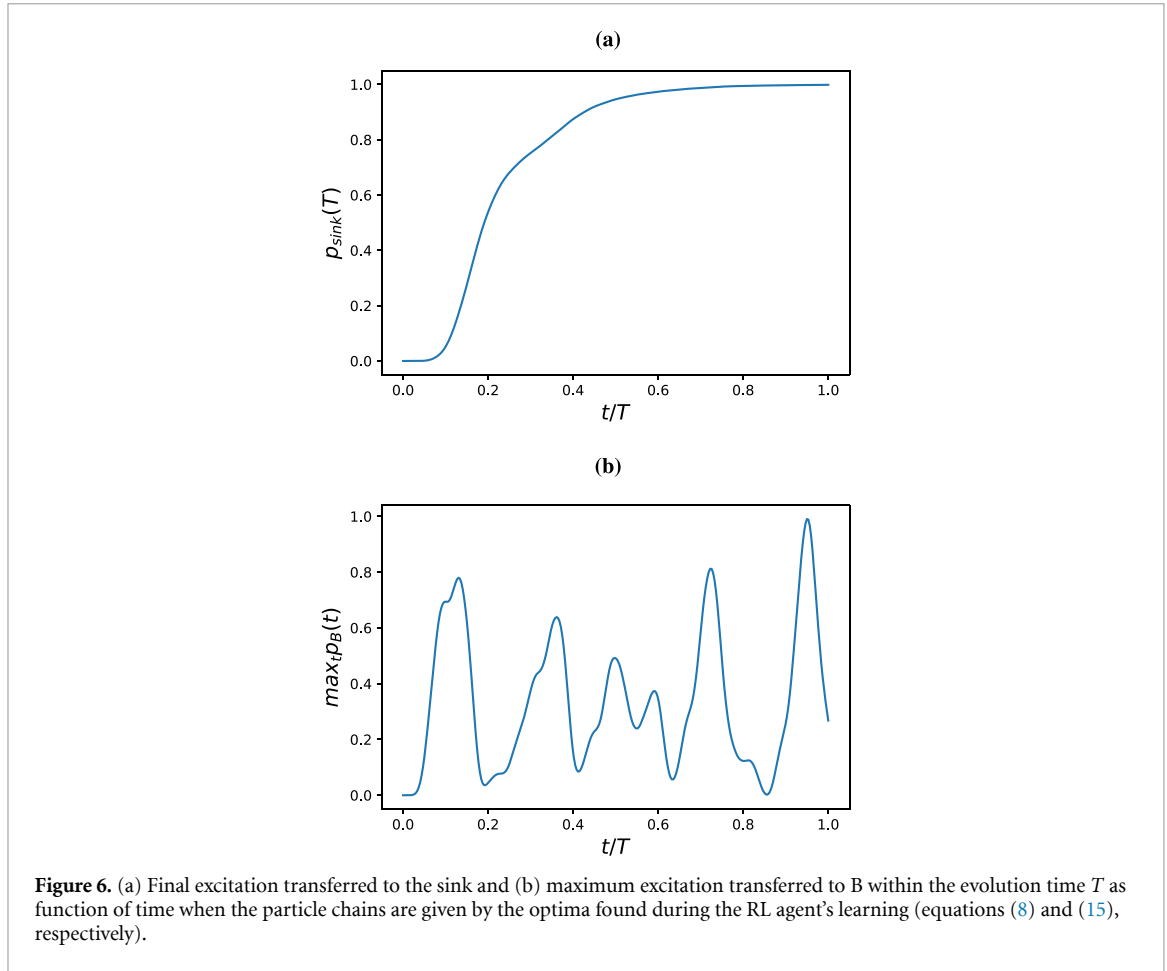 (a)
1.0
0.8
0.6
0.4
0.2
0.0
p_sink(T)
0.0 0.2 0.4 0.6 0.8 1.0
t/T
(b)
1.0
0.8
0.6
0.4
0.2
0.0
max_t p_B(t)
0.0 0.2 0.4 0.6 0.8 1.0
t/T
Figure 6. (a) Final excitation transferred to the sink and (b) maximum excitation transferred to B within the evolution time T as
function of time when the particle chains are given by the optima found during the RL agent's learning (equations (8) and (15),
respectively).